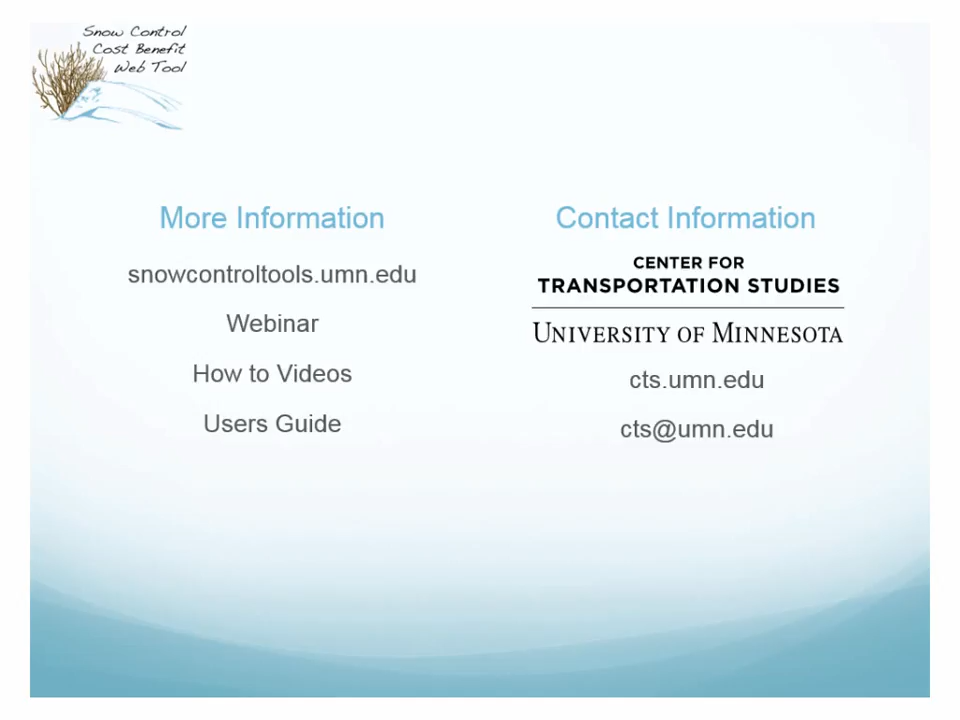 Snow Control
Cost Benefit
Web Tool
More Information
snowcontroltools.umn.edu
Webinar
How to Videos
Users Guide
Contact Information
CENTER FOR
TRANSPORTATION STUDIES
UNIVERSITY OF MINNESOTA
cts.umn.edu
cts@umn.edu